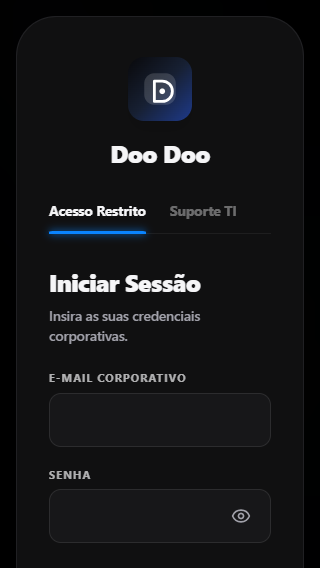 D
Doo Doo
Acesso Restrito Suporte TI
Iniciar Sessão
Insira as suas credenciais
corporativas.
E-MAIL CORPORATIVO
SENHA